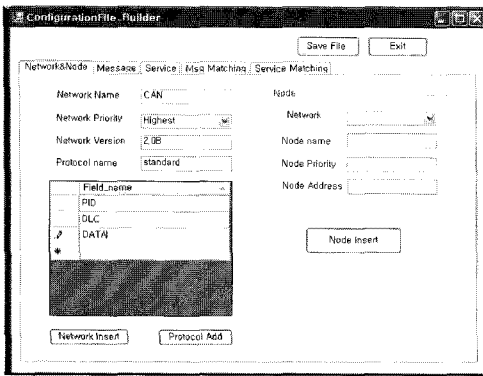 ConfigurationFile_Builder
Save File
Exit
Network&Node
Message
Service
Msg Matching
Service Matching
Network Name
CAN
Network Priority
Highest
Network Version
2.0B
Protocol name
standard
Field_name
PID
DLC
DATA
Network Insert
Protocol Add
Node
Network
Node name
Node Priority
Node Address
Node Insert